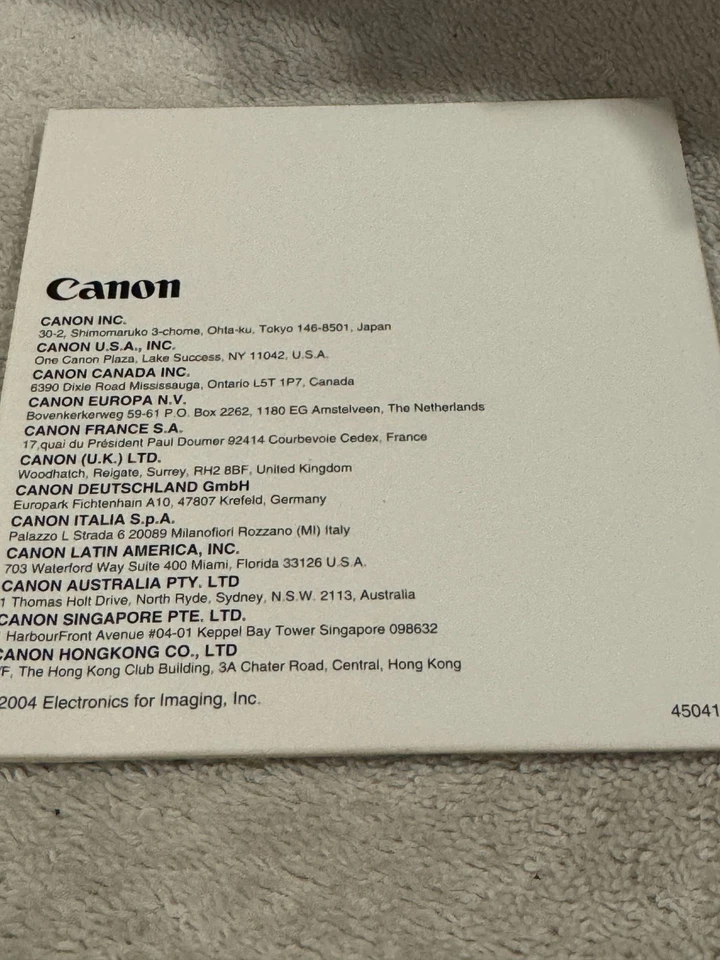 Canon
CANON INC.
30-2, Shimomaruko 3-chome, Ohta-ku, Tokyo 146-8501, Japan
CANON U.S.A., INC.
One Canon Plaza, Lake Success, NY 11042, U.S.A.
CANON CANADA INC.
6390 Dixie Road Mississauga, Ontario L5T 1P7, Canada
CANON EUROPA N.V.
Bovenkerkerweg 59-61 P.O. Box 2262, 1180 EG Amstelveen, The Netherlands
CANON FRANCE S.A.
17,quai du Président Paul Doumer 92414 Courbevoie Cedex, France
CANON (U.K.) LTD.
Woodhatch, Reigate, Surrey, RH2 8BF, United Kingdom
CANON DEUTSCHLAND GmbH
Europark Fichtenhain A10, 47807 Krefeld, Germany
CANON ITALIA S.p.A.
Palazzo L Strada 6 20089 Milanofiori Rozzano (MI) Italy
CANON LATIN AMERICA, INC.
703 Waterford Way Suite 400 Miami, Florida 33126 U.S.A.
CANON AUSTRALIA PTY. LTD
1 Thomas Holt Drive, North Ryde, Sydney, N.S.W. 2113, Australia
CANON SINGAPORE PTE. LTD.
HarbourFront Avenue #04-01 Keppel Bay Tower Singapore 098632
CANON HONGKONG CO., LTD
/F, The Hong Kong Club Building, 3A Chater Road, Central, Hong Kong
2004 Electronics for Imaging, Inc.
45041